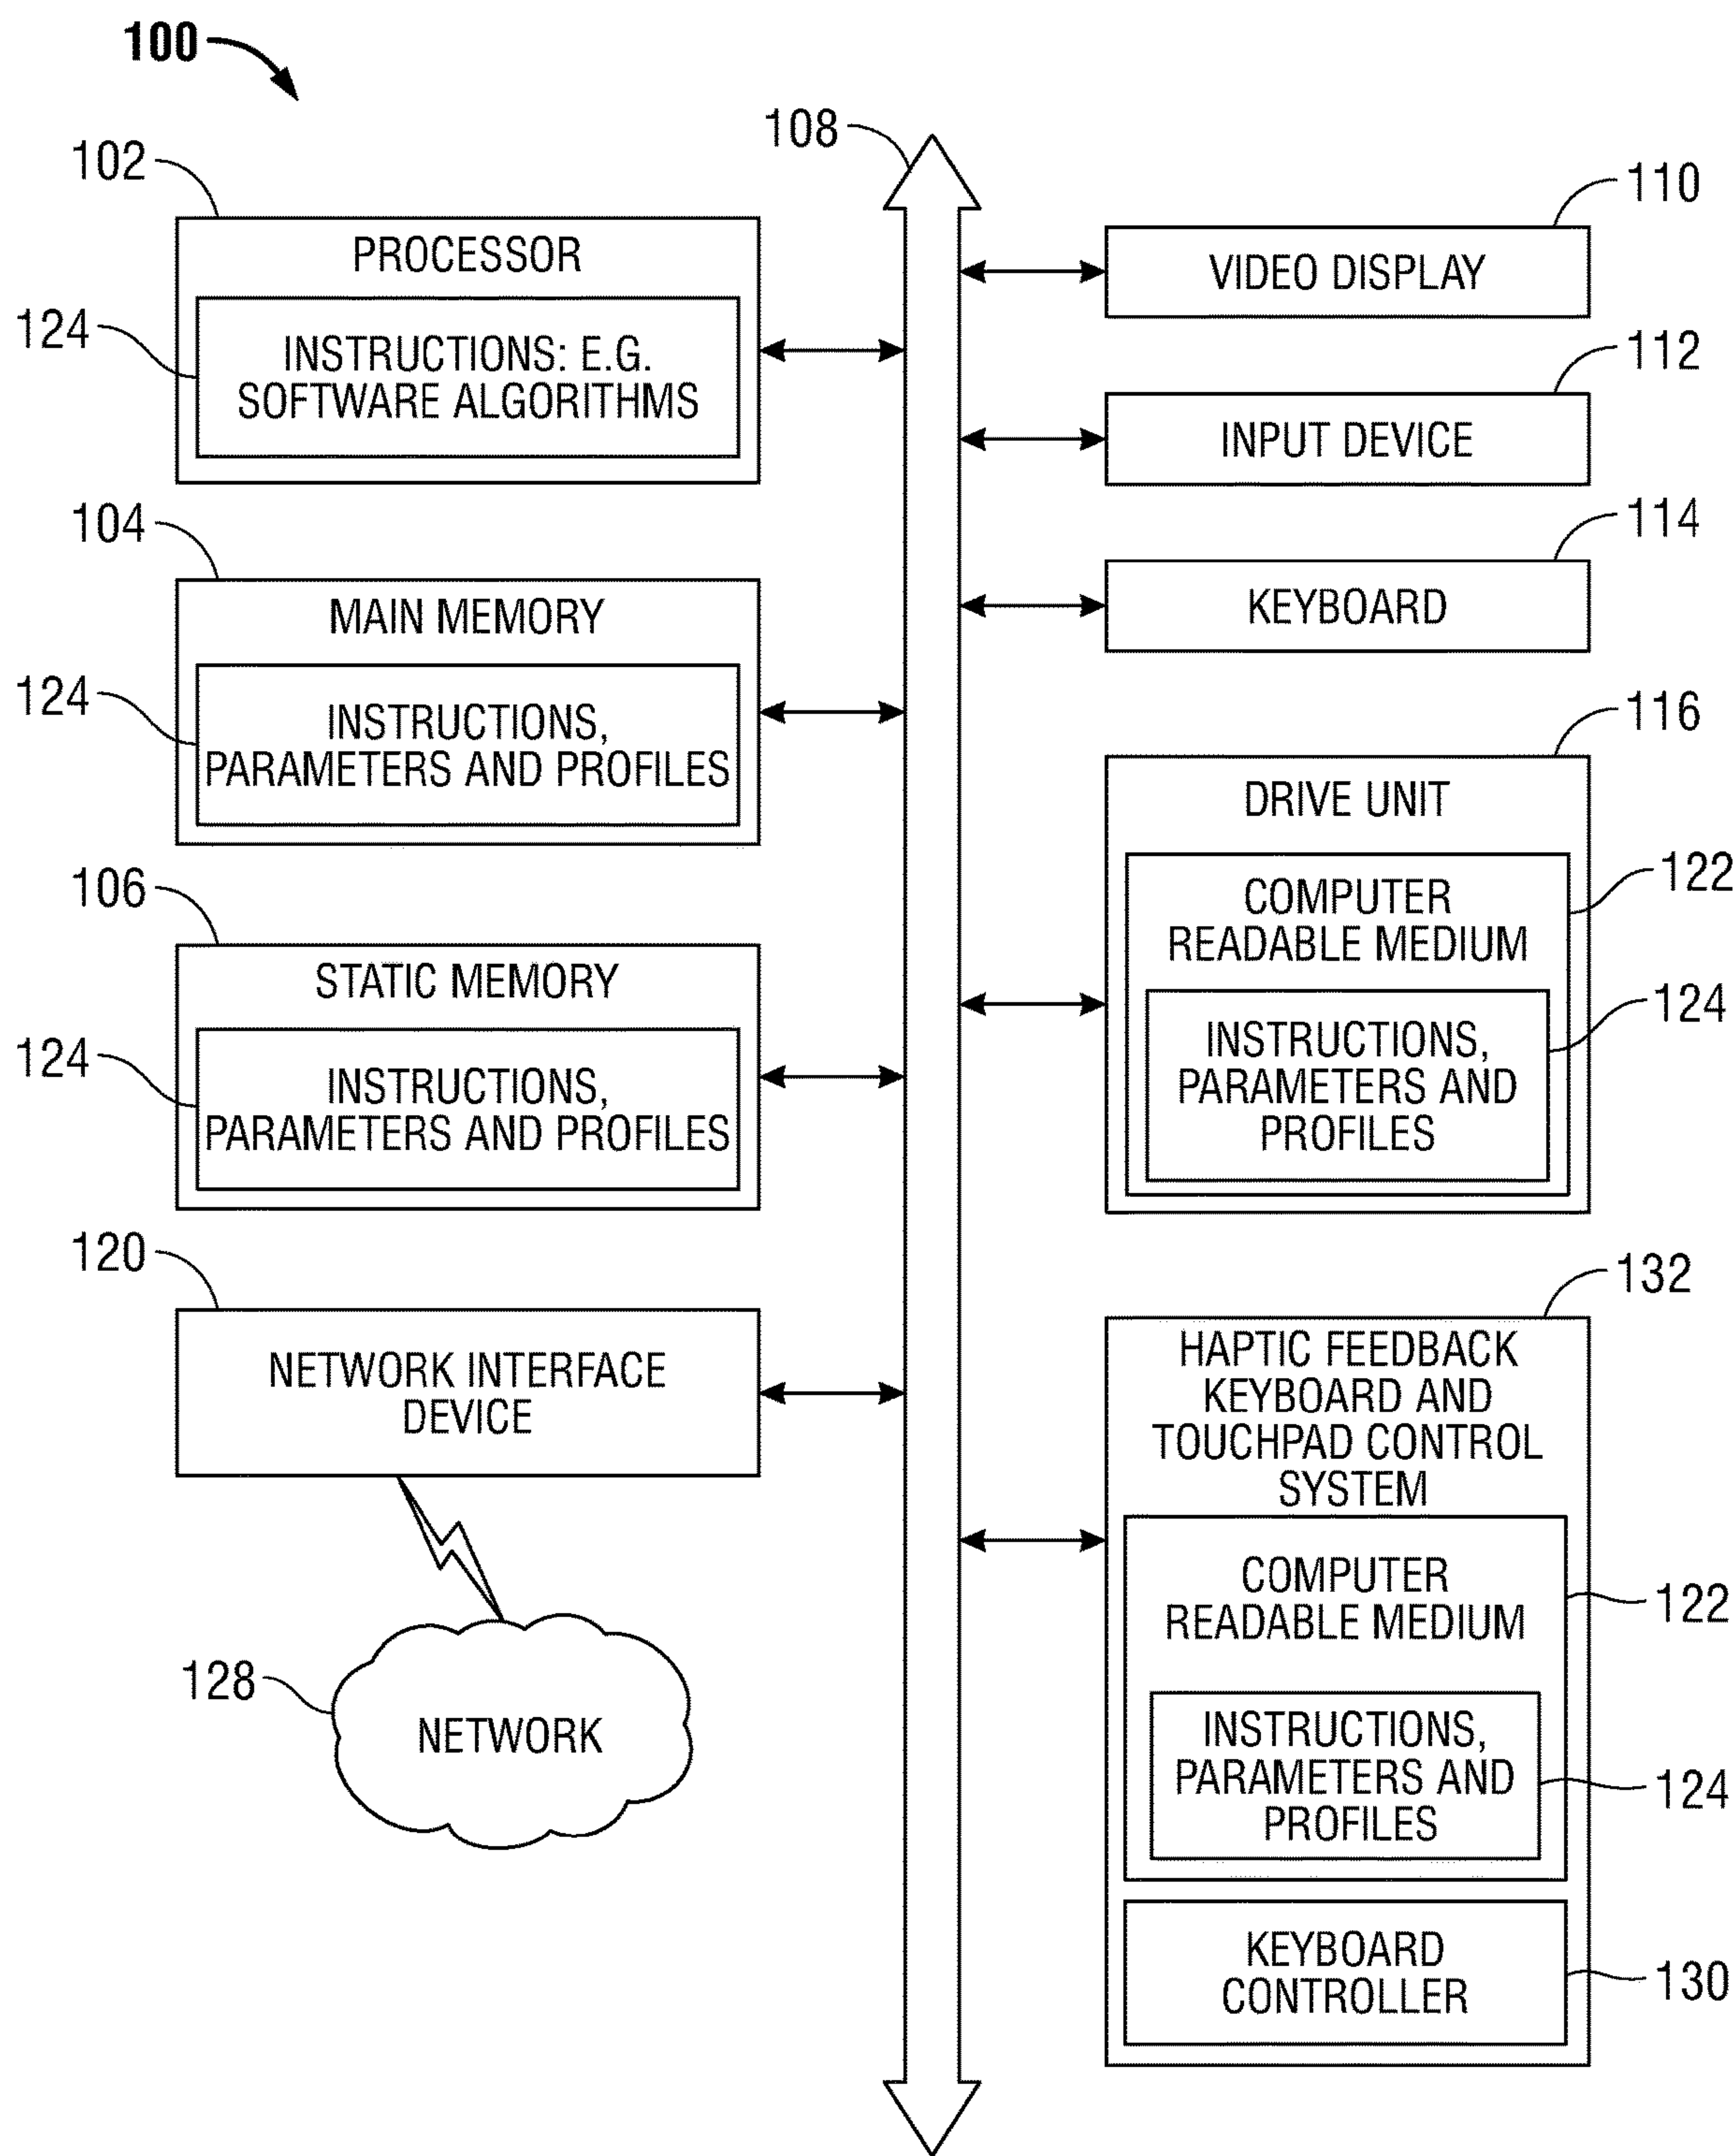 100
108
102
PROCESSOR
124
INSTRUCTIONS: E.G.
SOFTWARE ALGORITHMS
104
MAIN MEMORY
124
INSTRUCTIONS,
PARAMETERS AND PROFILES
106
STATIC MEMORY
124
INSTRUCTIONS,
PARAMETERS AND PROFILES
120
NETWORK INTERFACE
DEVICE
128
NETWORK
110
VIDEO DISPLAY
112
INPUT DEVICE
114
KEYBOARD
116
DRIVE UNIT
122
COMPUTER
READABLE MEDIUM
124
INSTRUCTIONS,
PARAMETERS AND
PROFILES
132
HAPTIC FEEDBACK
KEYBOARD AND
TOUCHPAD CONTROL
SYSTEM
COMPUTER
READABLE MEDIUM
122
INSTRUCTIONS,
PARAMETERS AND
PROFILES
124
KEYBOARD
CONTROLLER
130